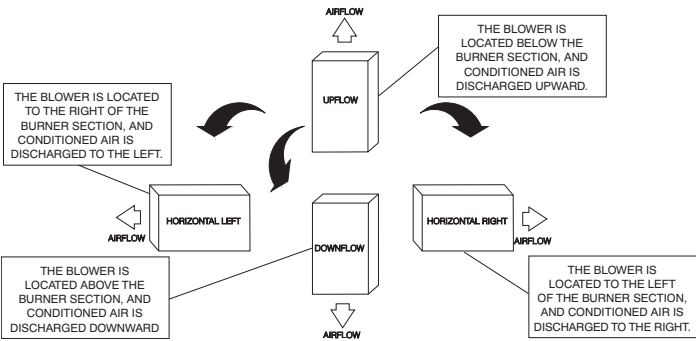 AIRFLOW
THE BLOWER IS
LOCATED BELOW THE
BURNER SECTION, AND
CONDITIONED AIR IS
DISCHARGED UPWARD.
UPFLOW
THE BLOWER IS LOCATED
TO THE RIGHT OF THE
BURNER SECTION, AND
CONDITIONED AIR IS
DISCHARGED TO THE LEFT.
HORIZONTAL LEFT
AIRFLOW
DOWNFLOW
HORIZONTAL RIGHT
AIRFLOW
THE BLOWER IS
LOCATED ABOVE THE
BURNER SECTION, AND
CONDITIONED AIR IS
DISCHARGED DOWNWARD
THE BLOWER IS
LOCATED TO THE LEFT
OF THE BURNER SECTION,
AND CONDITIONED AIR IS
DISCHARGED TO THE RIGHT.
AIRFLOW